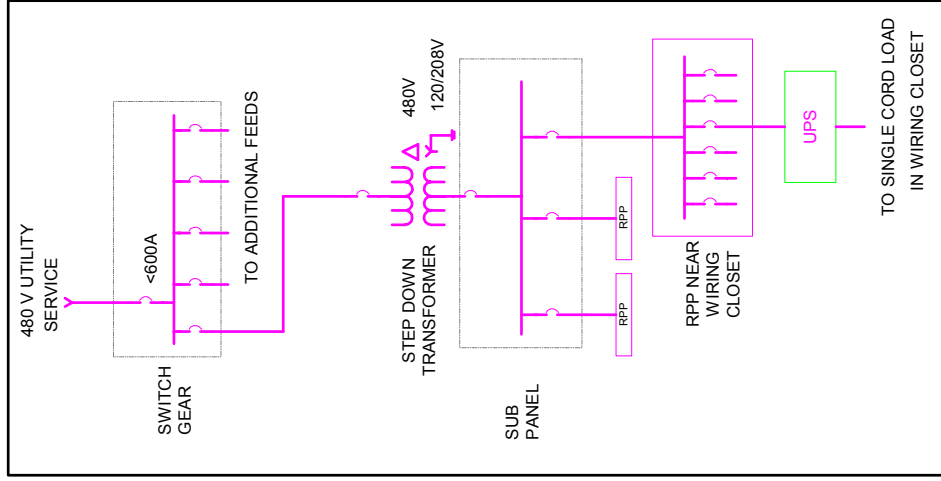 480 V UTILITY
SERVICE
<600A
TO ADDITIONAL FEEDS
SWITCH
GEAR
480V
120/208V
STEP DOWN
TRANSFORMER
SUB
PANEL
RPP
RPP
RPP NEAR
WIRING
CLOSET
UPS
TO SINGLE CORD LOAD
IN WIRING CLOSET